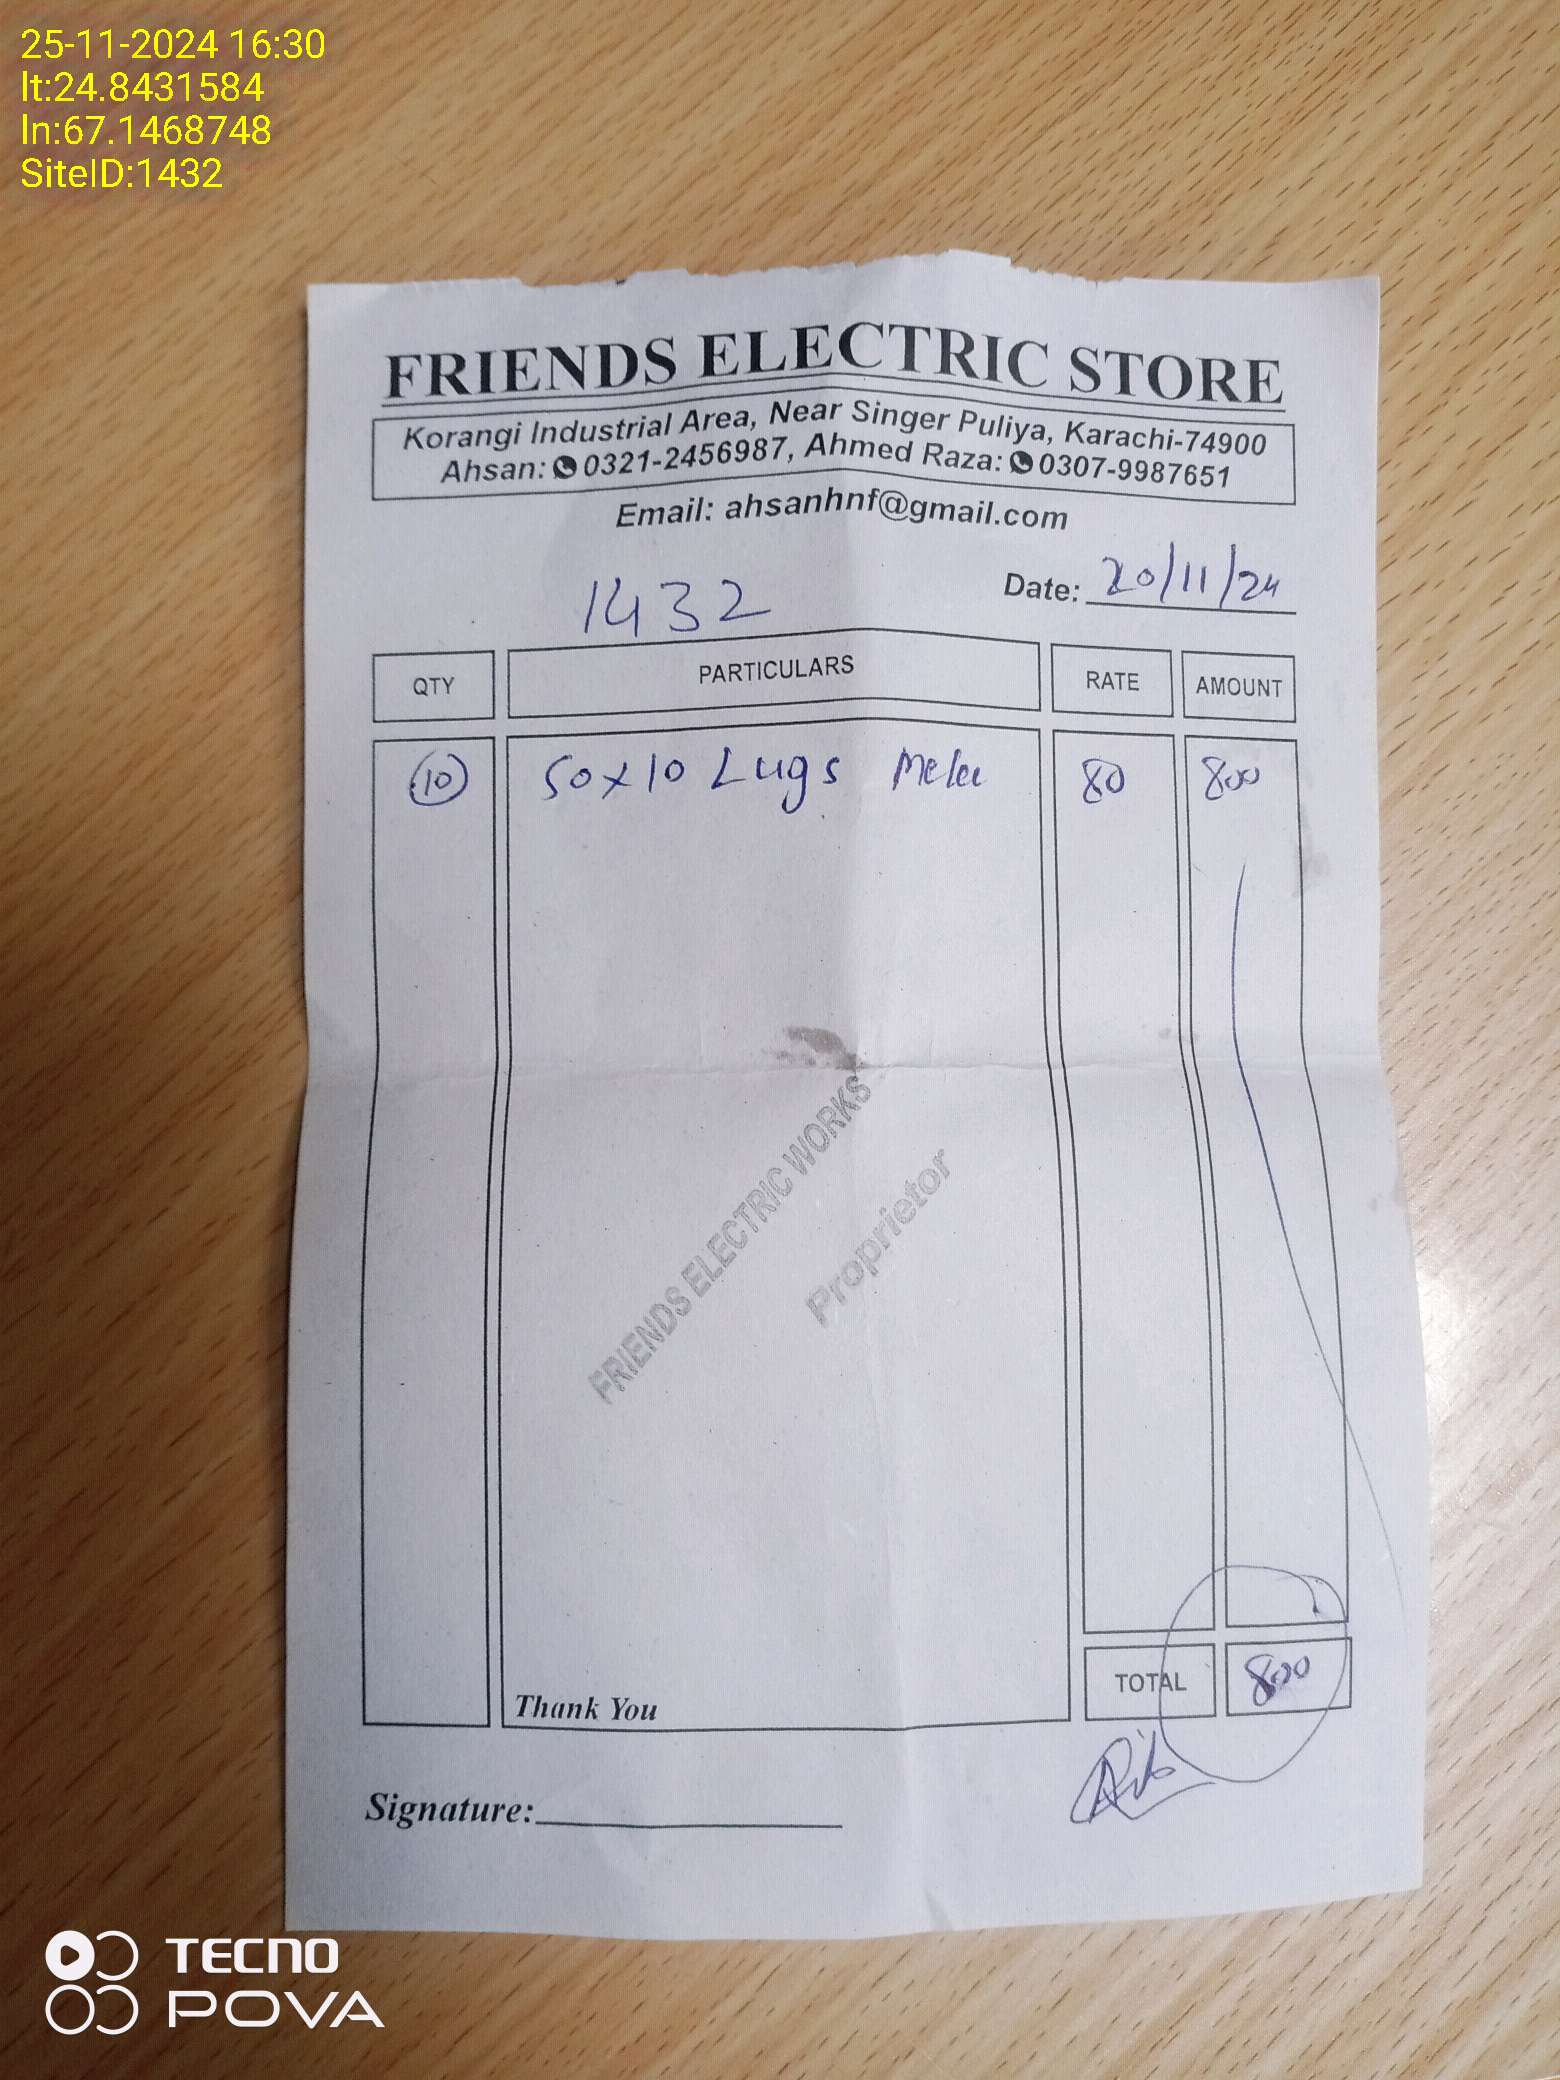 25-11-2024 16:30
lt:24.8431584
ln:67.1468748
SiteID:1432
FRIENDS ELECTRIC STORE
Korangi Industrial Area, Near Singer Puliya, Karachi-74900
Ahsan: 0321-2456987, Ahmed Raza: 0307-9987651
Email: ahsanhnf@gmail.com
1432
Date: 20/11/24
QTY PARTICULARS RATE AMOUNT
10 50x10 Lugs 80 800
FRIENDS ELECTRIC WORKS
Proprietor
Thank You
TOTAL 800
Signature:
TECNO
POVA